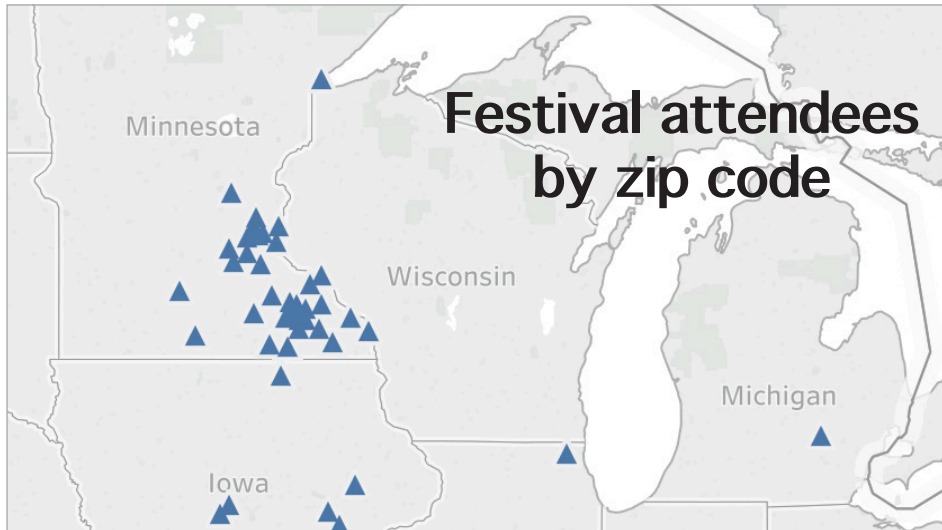 Festival attendees
by zip code
Minnesota
Wisconsin
Michigan
Iowa